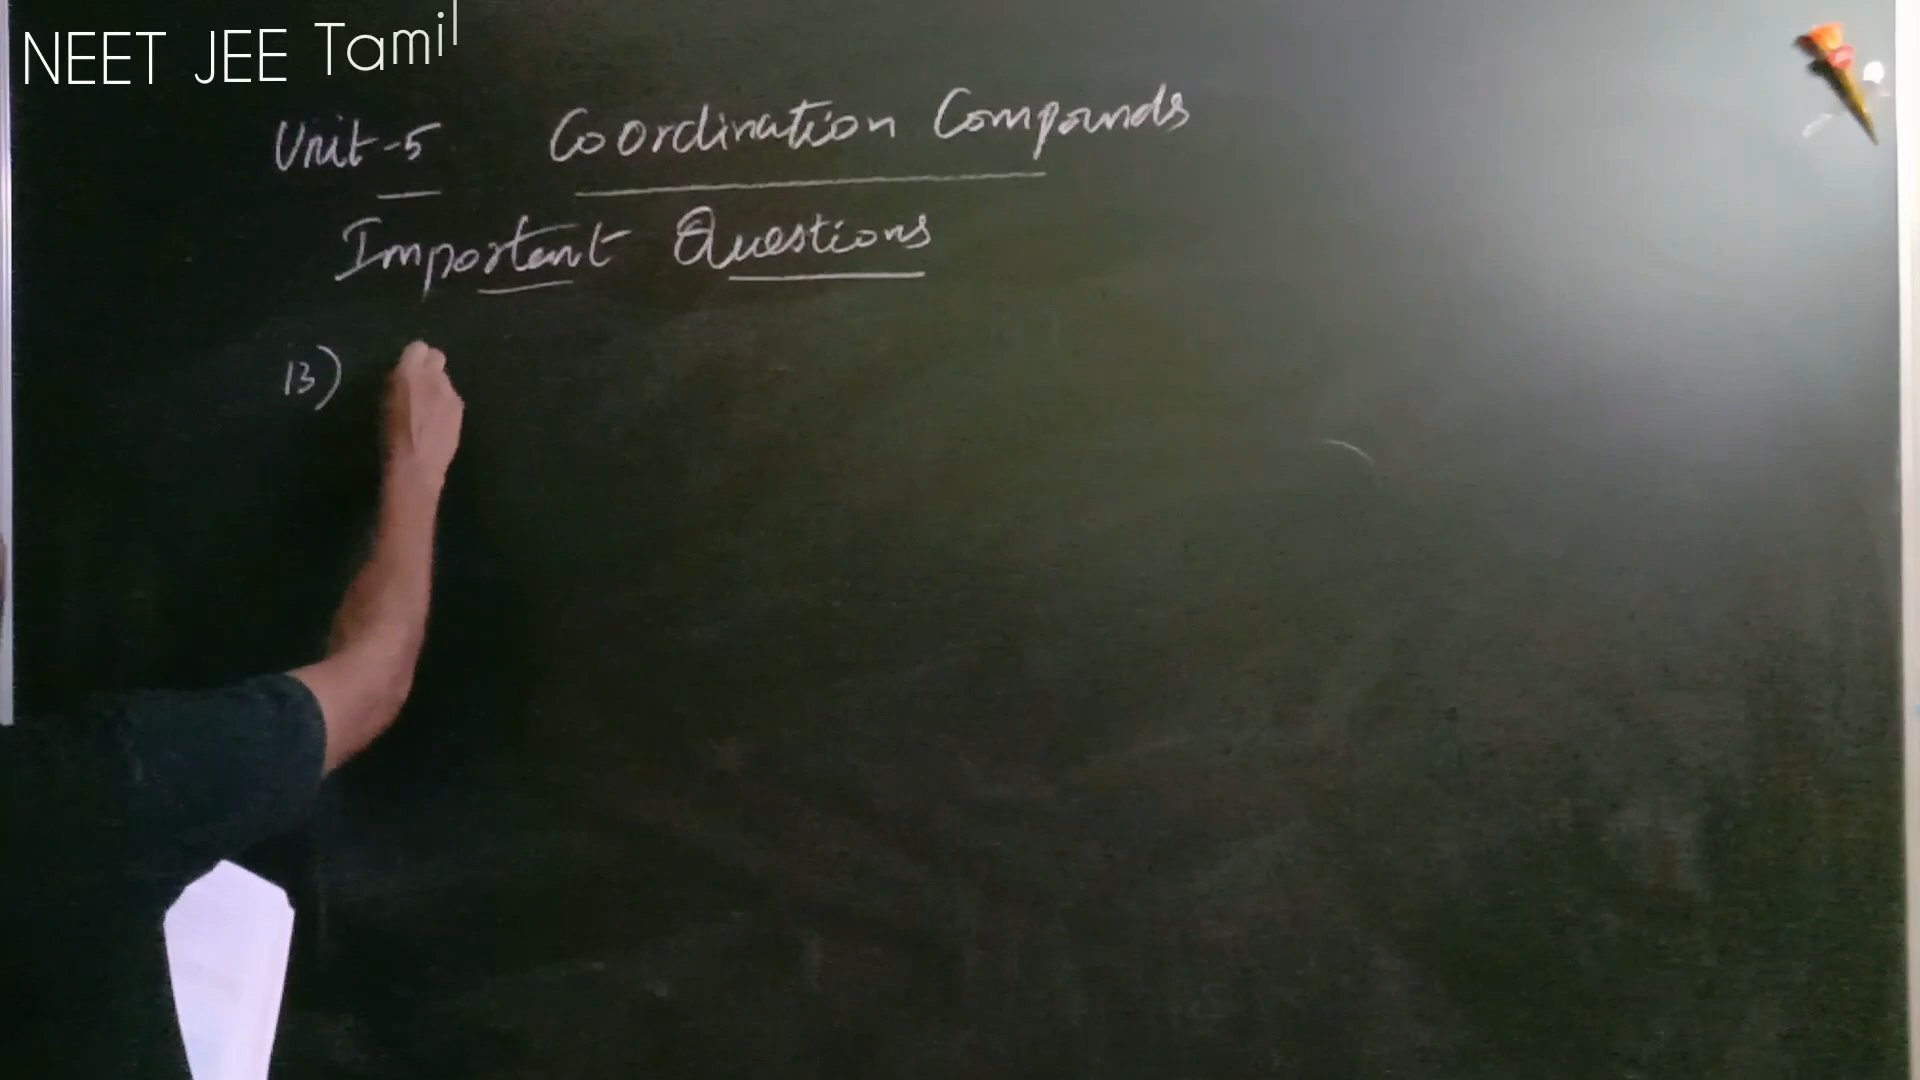 NEET JEE Tamil
Unit-5 Coordination Compounds
Important Questions
13)